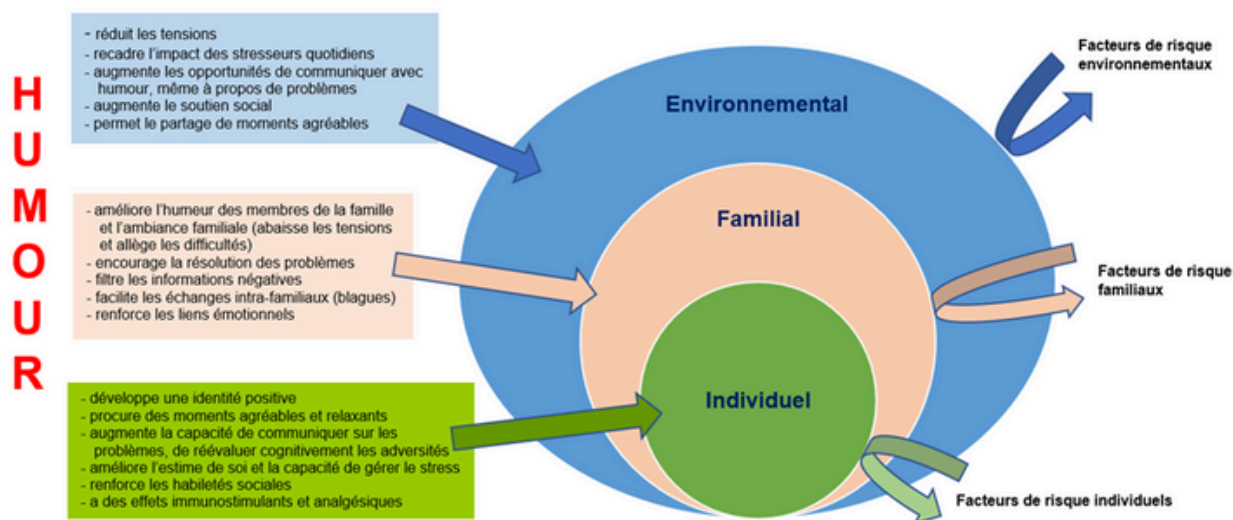 HUMOUR
- réduit les tensions
- recadre l'impact des stresseurs quotidiens
- augmente les opportunités de communiquer avec
humour, même à propos de problèmes
- augmente le soutien social
- permet le partage de moments agréables
- améliore l'humeur des membres de la famille
et l'ambiance familiale (abaisse les tensions
et allège les difficultés)
- encourage la résolution des problèmes
- filtre les informations négatives
- facilite les échanges intra-familiaux (blagues)
- renforce les liens émotionnels
- développe une identité positive
- procure des moments agréables et relaxants
- augmente la capacité de communiquer sur les
problèmes, de réévaluer cognitivement les adversités
- améliore l'estime de soi et la capacité de gérer le stress
- renforce les habiletés sociales
- a des effets immunostimulants et analgésiques
Environnemental
Familial
Individuel
Facteurs de risque
environnementaux
Facteurs de risque
familiaux
Facteurs de risque individuels